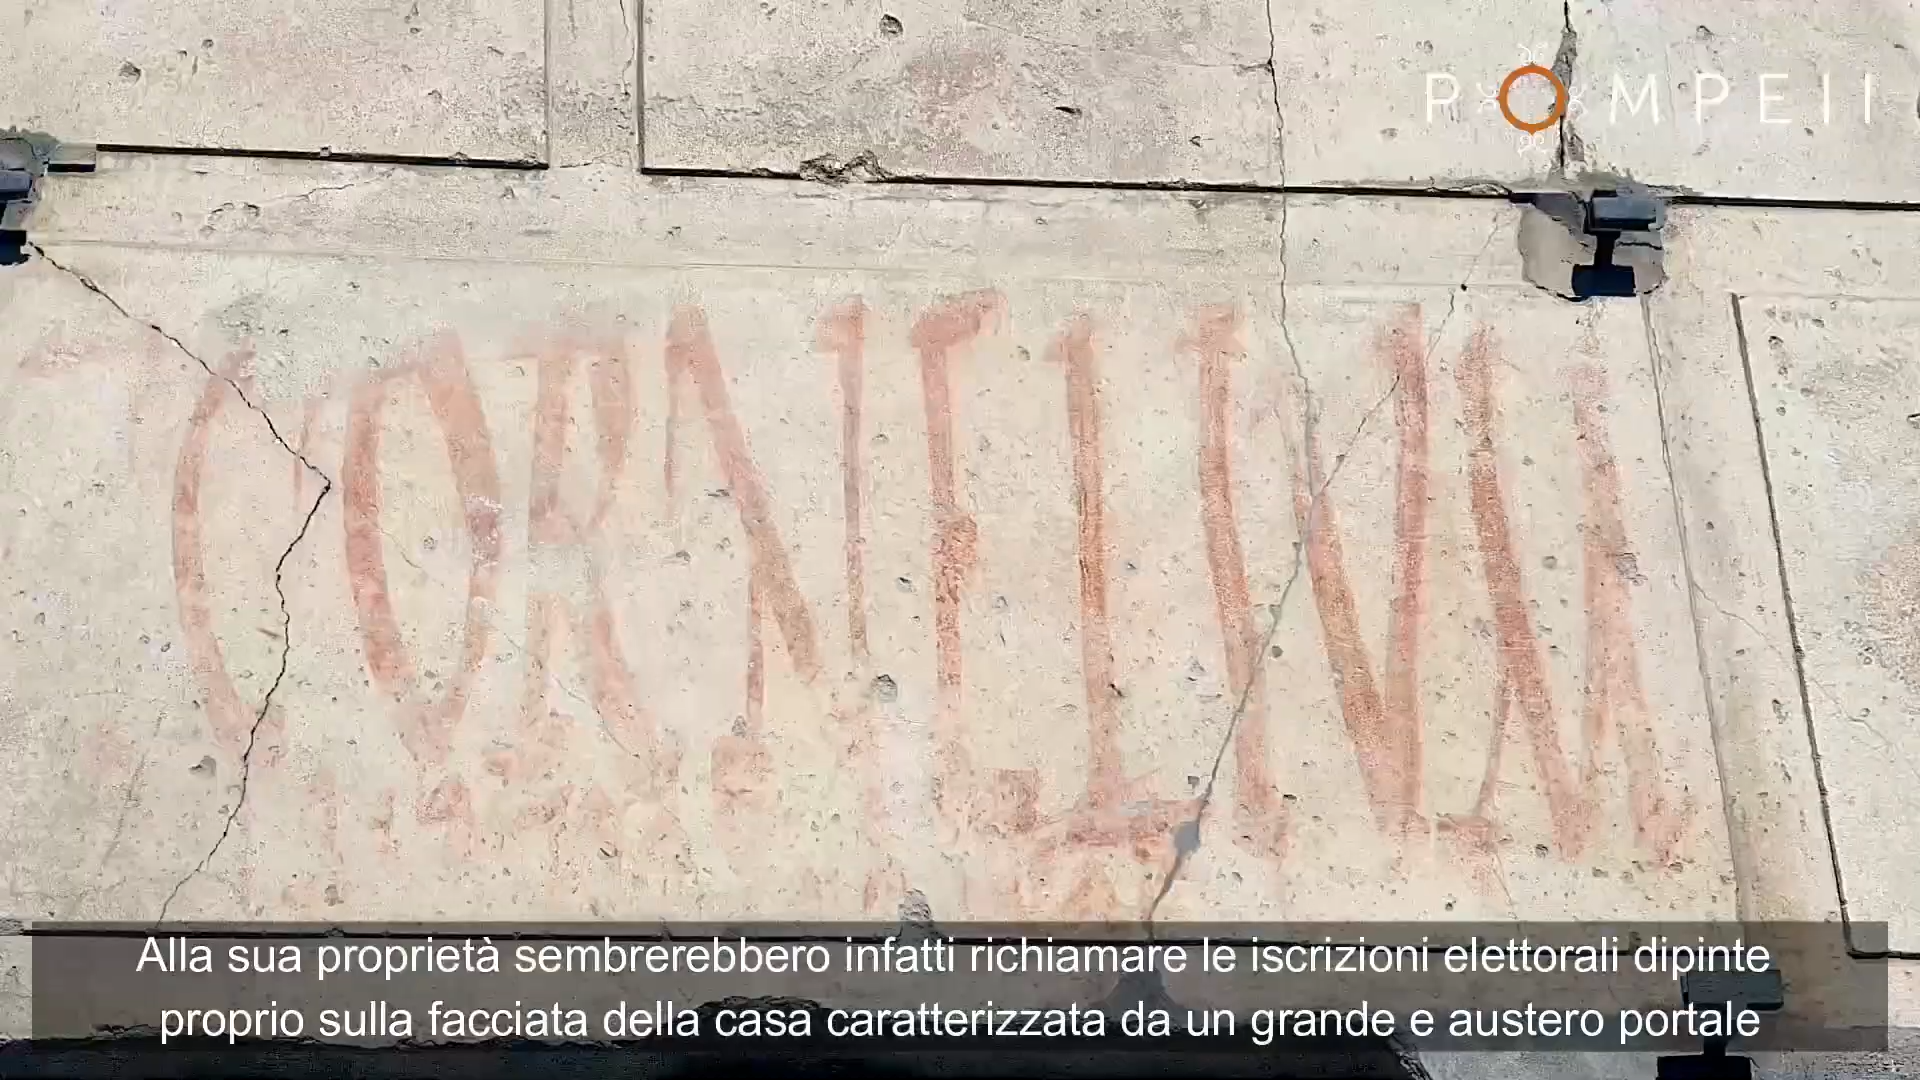 POMPEII
CORNELIVM
Alla sua proprietà sembrerebbero infatti richiamare le iscrizioni elettorali dipinte
proprio sulla facciata della casa caratterizzata da un grande e austero portale